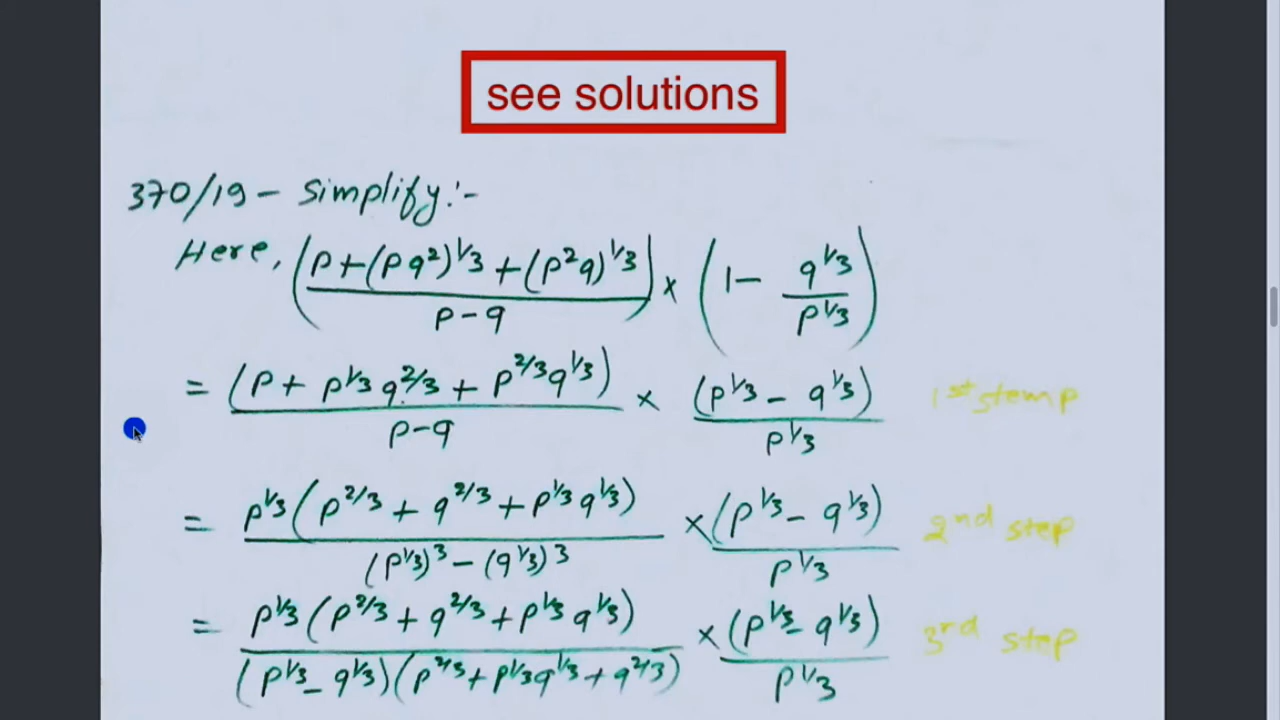 see solutions
370/19 - Simplify:-
Here, ((p + (pq²)^1/3 + (p²q)^1/3) / (p - q)) × (1 - q^1/3 / p^1/3)
= (p + p^1/3 q^2/3 + p^2/3 q^1/3) / (p - q) × (p^1/3 - q^1/3) / p^1/3 1st stemp
= p^1/3 (p^2/3 + q^2/3 + p^1/3 q^1/3) / ((p^1/3)^3 - (q^1/3)^3) × (p^1/3 - q^1/3) / p^1/3 2nd step
= p^1/3 (p^2/3 + q^2/3 + p^1/3 q^1/3) / ((p^1/3 - q^1/3)(p^2/3 + p^1/3 q^1/3 + q^2/3)) × (p^1/3 - q^1/3) / p^1/3 3rd step